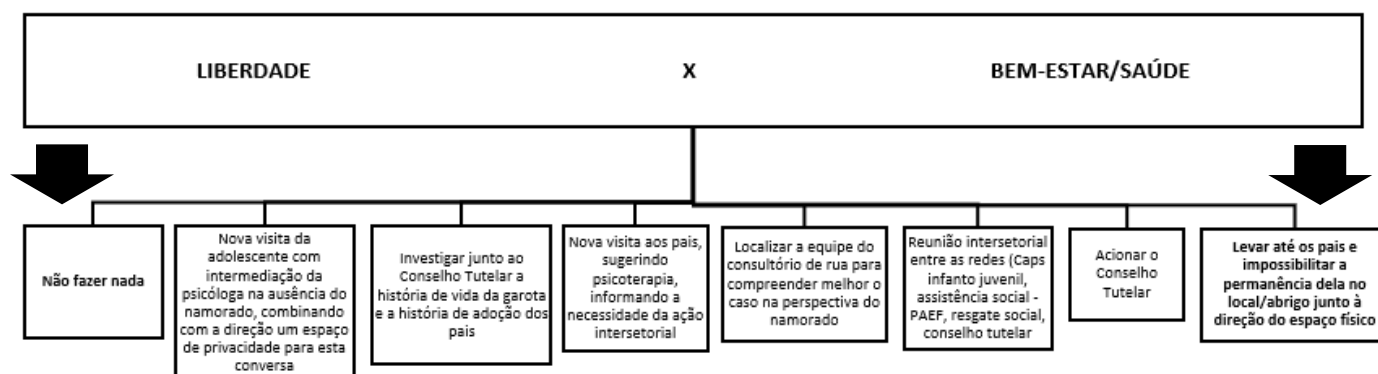 LIBERDADE X BEM-ESTAR/SAÚDE
Não fazer nada
Nova visita da
adolescente com
intermediação da
psicóloga na ausência do
namorado, combinando
com a direção um espaço
de privacidade para esta
conversa
Investigar junto ao
Conselho Tutelar a
história de vida da garota
e a história de adoção dos
pais
Nova visita aos pais,
sugerindo
psicoterapia,
informando a
necessidade da ação
intersetorial
Localizar a equipe do
consultório de rua para
compreender melhor o
caso na perspectiva do
namorado
Reunião intersetorial
entre as redes (Caps
infanto juvenil,
assistência social -
PAEF, resgate social,
conselho tutelar
Acionar o
Conselho
Tutelar
Levar até os pais e
impossibilitar a
permanência dela no
local/abrigo junto à
direção do espaço físico